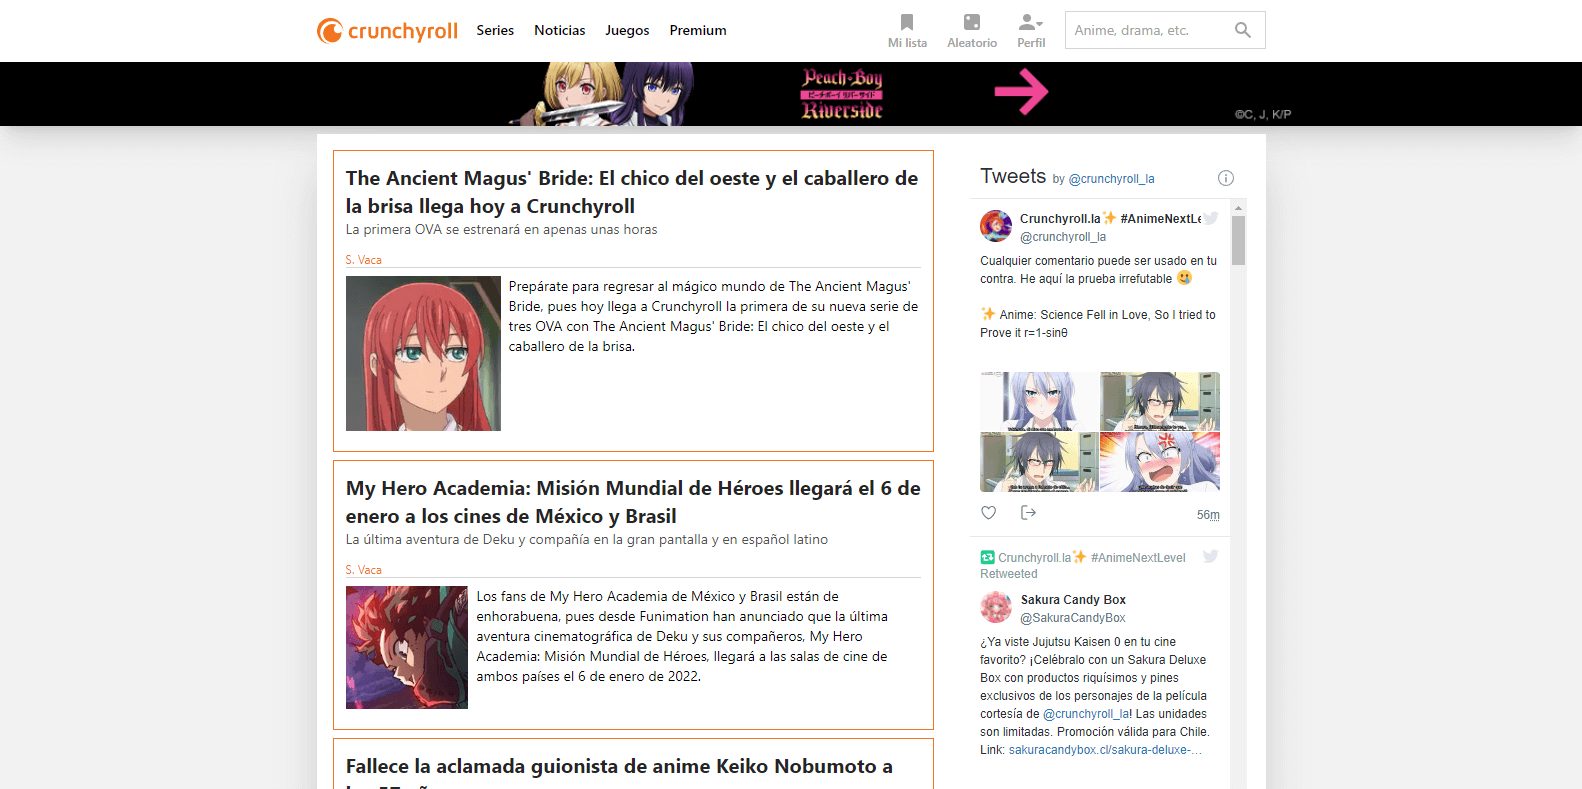 crunchyroll Series Noticias Juegos Premium
Mi lista Aleatorio Perfil Anime, drama, etc.
Peach-Boy
ピーチボーイ リバーサイド
Riverside
©C, J, K/P
The Ancient Magus' Bride: El chico del oeste y el caballero de
la brisa llega hoy a Crunchyroll
La primera OVA se estrenará en apenas unas horas
S. Vaca
Prepárate para regresar al mágico mundo de The Ancient Magus'
Bride, pues hoy llega a Crunchyroll la primera de su nueva serie de
tres OVA con The Ancient Magus' Bride: El chico del oeste y el
caballero de la brisa.
My Hero Academia: Misión Mundial de Héroes llegará el 6 de
enero a los cines de México y Brasil
La última aventura de Deku y compañía en la gran pantalla y en español latino
S. Vaca
Los fans de My Hero Academia de México y Brasil están de
enhorabuena, pues desde Funimation han anunciado que la última
aventura cinematográfica de Deku y sus compañeros, My Hero
Academia: Misión Mundial de Héroes, llegará a las salas de cine de
ambos países el 6 de enero de 2022.
Fallece la aclamada guionista de anime Keiko Nobumoto a
Tweets by @crunchyroll_la
Crunchyroll.la✨ #AnimeNextLe
@crunchyroll_la
Cualquier comentario puede ser usado en tu
contra. He aquí la prueba irrefutable 🥲
✨ Anime: Science Fell in Love, So I tried to
Prove it r=1-sinθ
56m
Crunchyroll.la✨ #AnimeNextLevel
Retweeted
Sakura Candy Box
@SakuraCandyBox
¿Ya viste Jujutsu Kaisen 0 en tu cine
favorito? ¡Celébralo con un Sakura Deluxe
Box con productos riquísimos y pines
exclusivos de los personajes de la película
cortesía de @crunchyroll_la! Las unidades
son limitadas. Promoción válida para Chile.
Link: sakuracandybox.cl/sakura-deluxe-…